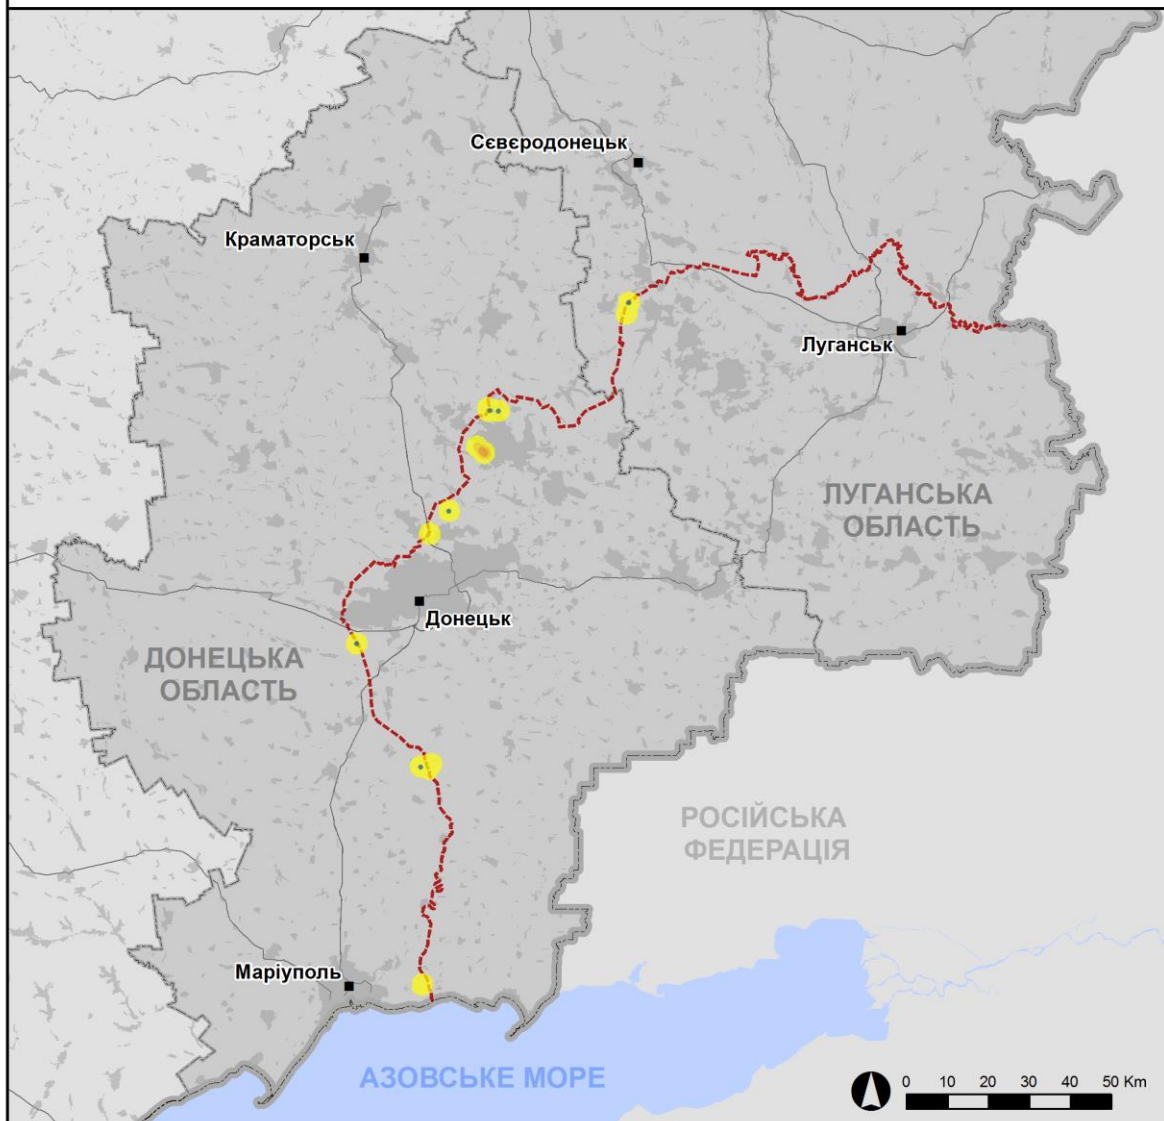 Сєвєродонецьк
Краматорськ
Луганськ
ЛУГАНСЬКА
ОБЛАСТЬ
Донецьк
ДОНЕЦЬКА
ОБЛАСТЬ
РОСІЙСЬКА
ФЕДЕРАЦІЯ
Маріуполь
АЗОВСЬКЕ МОРЕ
0 10 20 30 40 50 Km